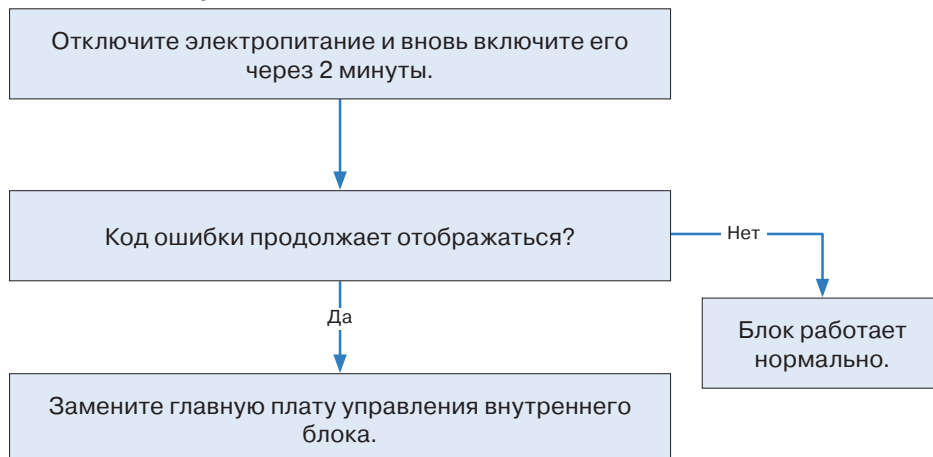 Отключите электропитание и вновь включите его
через 2 минуты.
Код ошибки продолжает отображаться?
Нет
Да
Блок работает
нормально.
Замените главную плату управления внутреннего
блока.